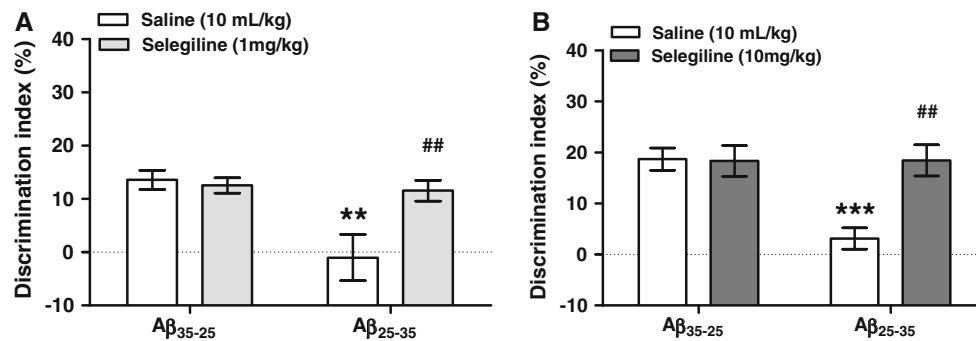 A
Saline (10 mL/kg)
Selegiline (1mg/kg)
Discrimination index (%)
40
30
20
10
0
-10
##
**
Aβ35-25
Aβ25-35
B
Saline (10 mL/kg)
Selegiline (10mg/kg)
Discrimination index (%)
40
30
20
10
0
-10
##
***
Aβ35-25
Aβ25-35